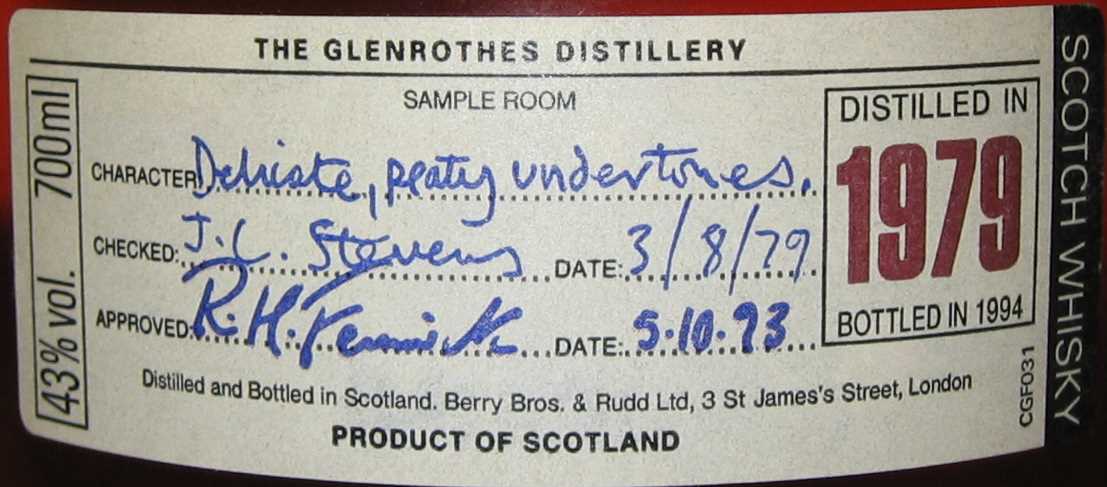 THE GLENROTHES DISTILLERY
SAMPLE ROOM
CHARACTER: Delicate, peaty undertones.
CHECKED: J.C. Stevens DATE: 3/8/79
APPROVED: R.H. Fenwick DATE: 5.10.93
Distilled and Bottled in Scotland. Berry Bros. & Rudd Ltd, 3 St James's Street, London
PRODUCT OF SCOTLAND
43% vol. 700ml
DISTILLED IN
1979
BOTTLED IN 1994
CGF031
SCOTCH WHISKY